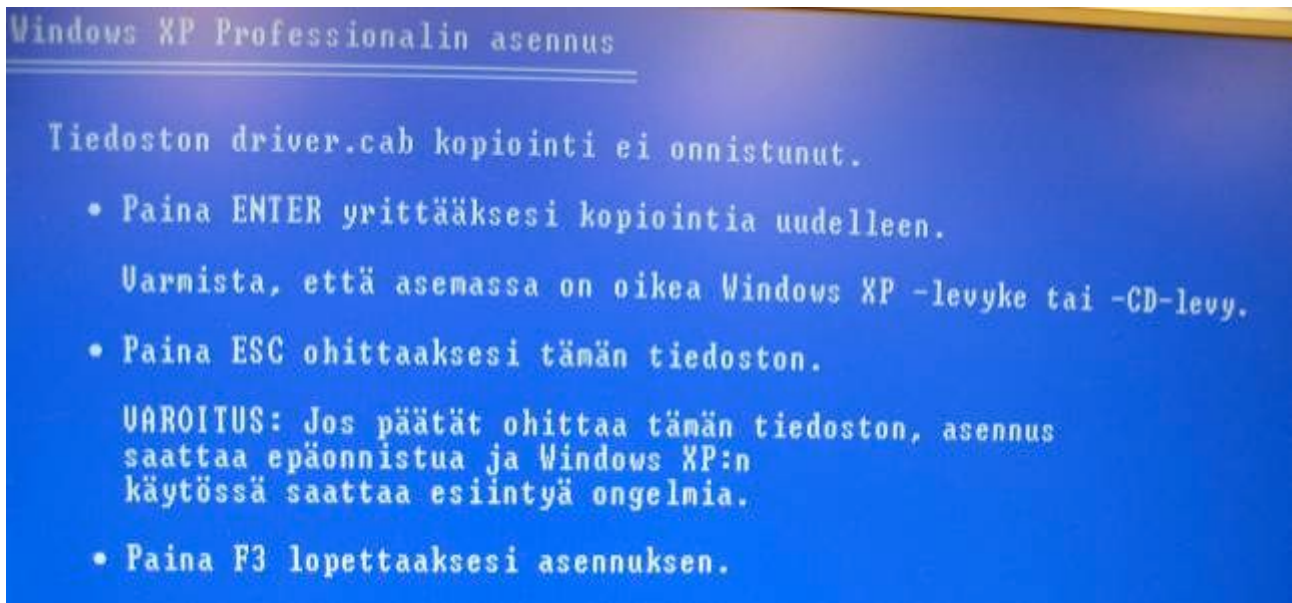 Windows XP Professionalin asennus
Tiedoston driver.cab kopiointi ei onnistunut.
• Paina ENTER yrittääksesi kopiointia uudelleen.
Varmista, että asemassa on oikea Windows XP -levyke tai -CD-levy.
• Paina ESC ohittaaksesi tämän tiedoston.
VAROITUS: Jos päätät ohittaa tämän tiedoston, asennus
saattaa epäonnistua ja Windows XP:n
käytössä saattaa esiintyä ongelmia.
• Paina F3 lopettaaksesi asennuksen.